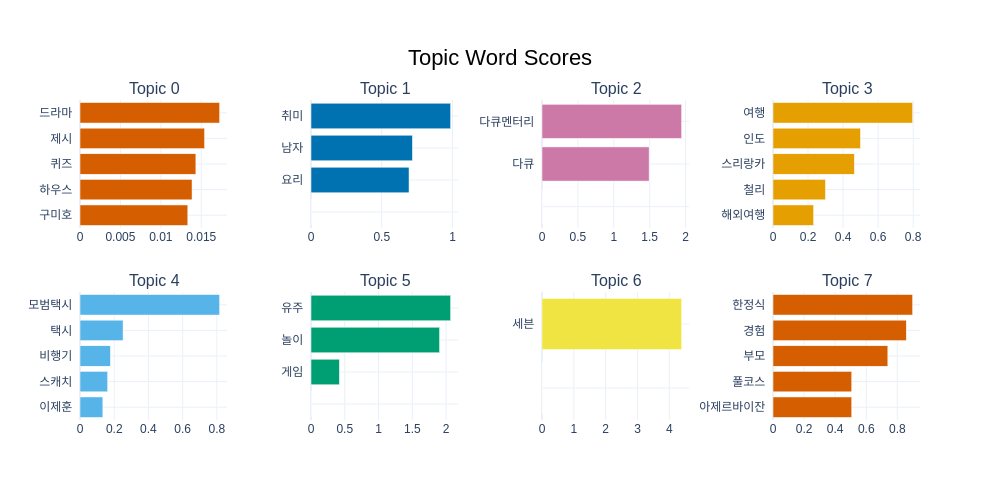 Topic Word Scores
Topic 0
드라마
제시
퀴즈
하우스
구미호
0 0.005 0.01 0.015
Topic 1
취미
남자
요리
0 0.5 1
Topic 2
다큐멘터리
다큐
0 0.5 1 1.5 2
Topic 3
여행
인도
스리랑카
철리
해외여행
0 0.2 0.4 0.6 0.8
Topic 4
모범택시
택시
비행기
스캐치
이제훈
0 0.2 0.4 0.6 0.8
Topic 5
유주
놀이
게임
0 0.5 1 1.5 2
Topic 6
세븐
0 1 2 3 4
Topic 7
한정식
경험
부모
풀코스
아제르바이잔
0 0.2 0.4 0.6 0.8